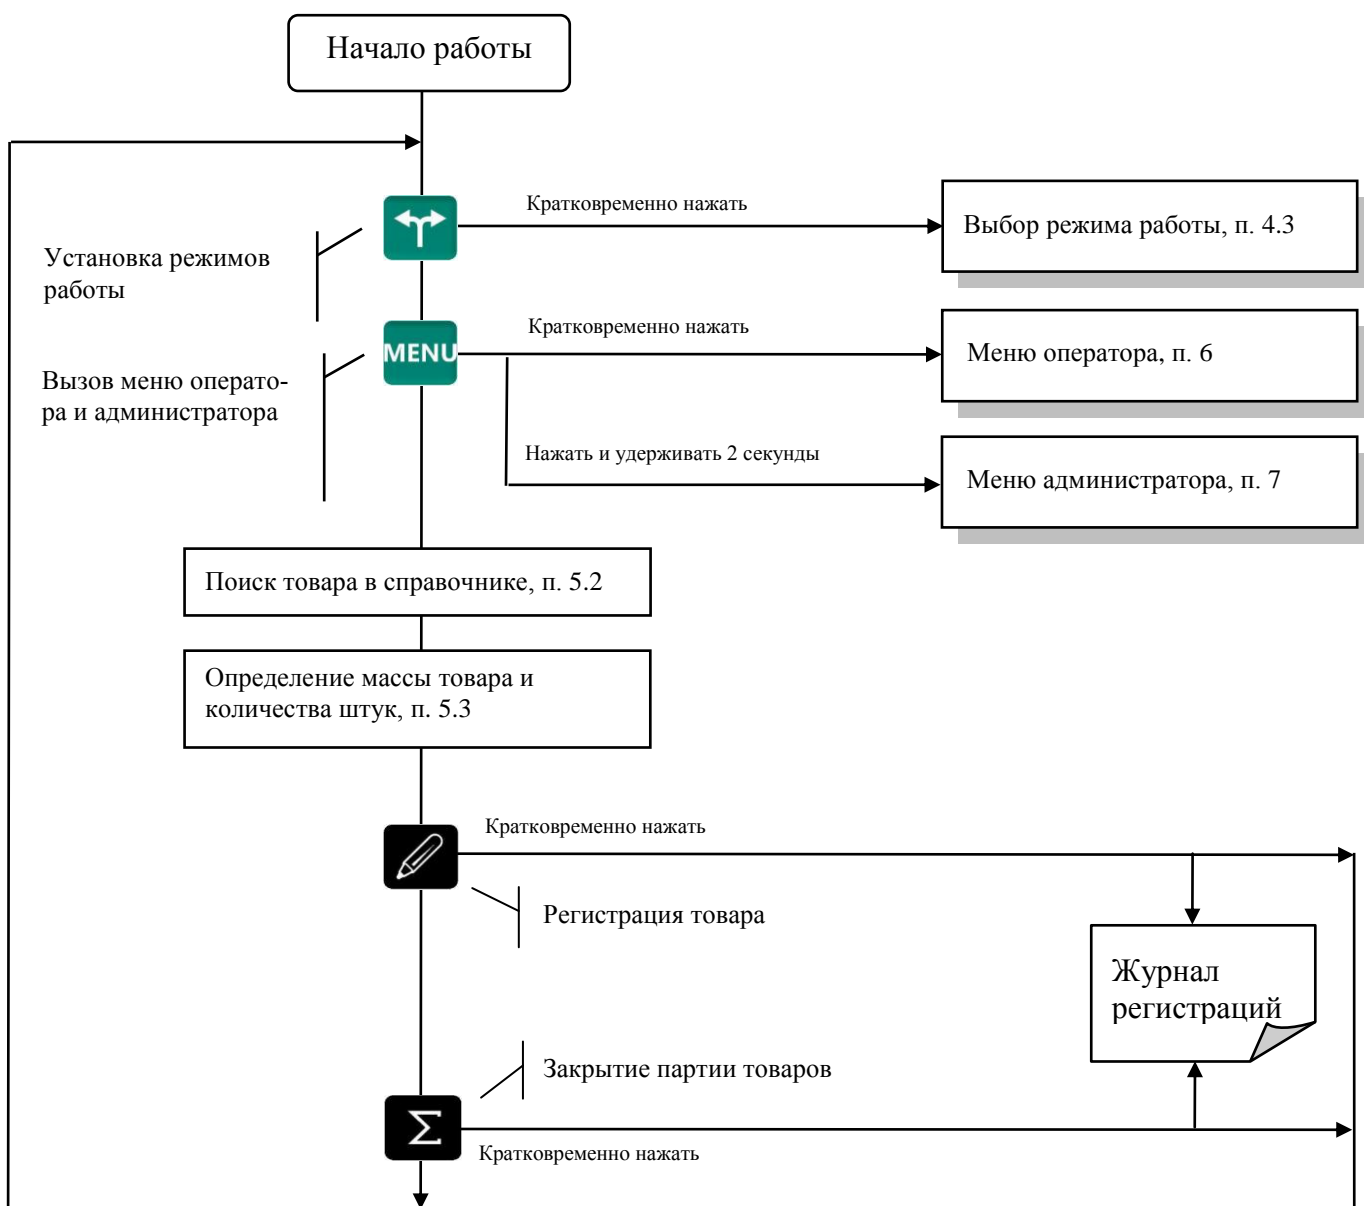 Начало работы
Кратковременно нажать
Выбор режима работы, п. 4.3
Установка режимов
работы
Кратковременно нажать
MENU
Меню оператора, п. 6
Вызов меню операто-
ра и администратора
Нажать и удерживать 2 секунды
Меню администратора, п. 7
Поиск товара в справочнике, п. 5.2
Определение массы товара и
количества штук, п. 5.3
Кратковременно нажать
Регистрация товара
Журнал
регистраций
Закрытие партии товаров
Σ
Кратковременно нажать